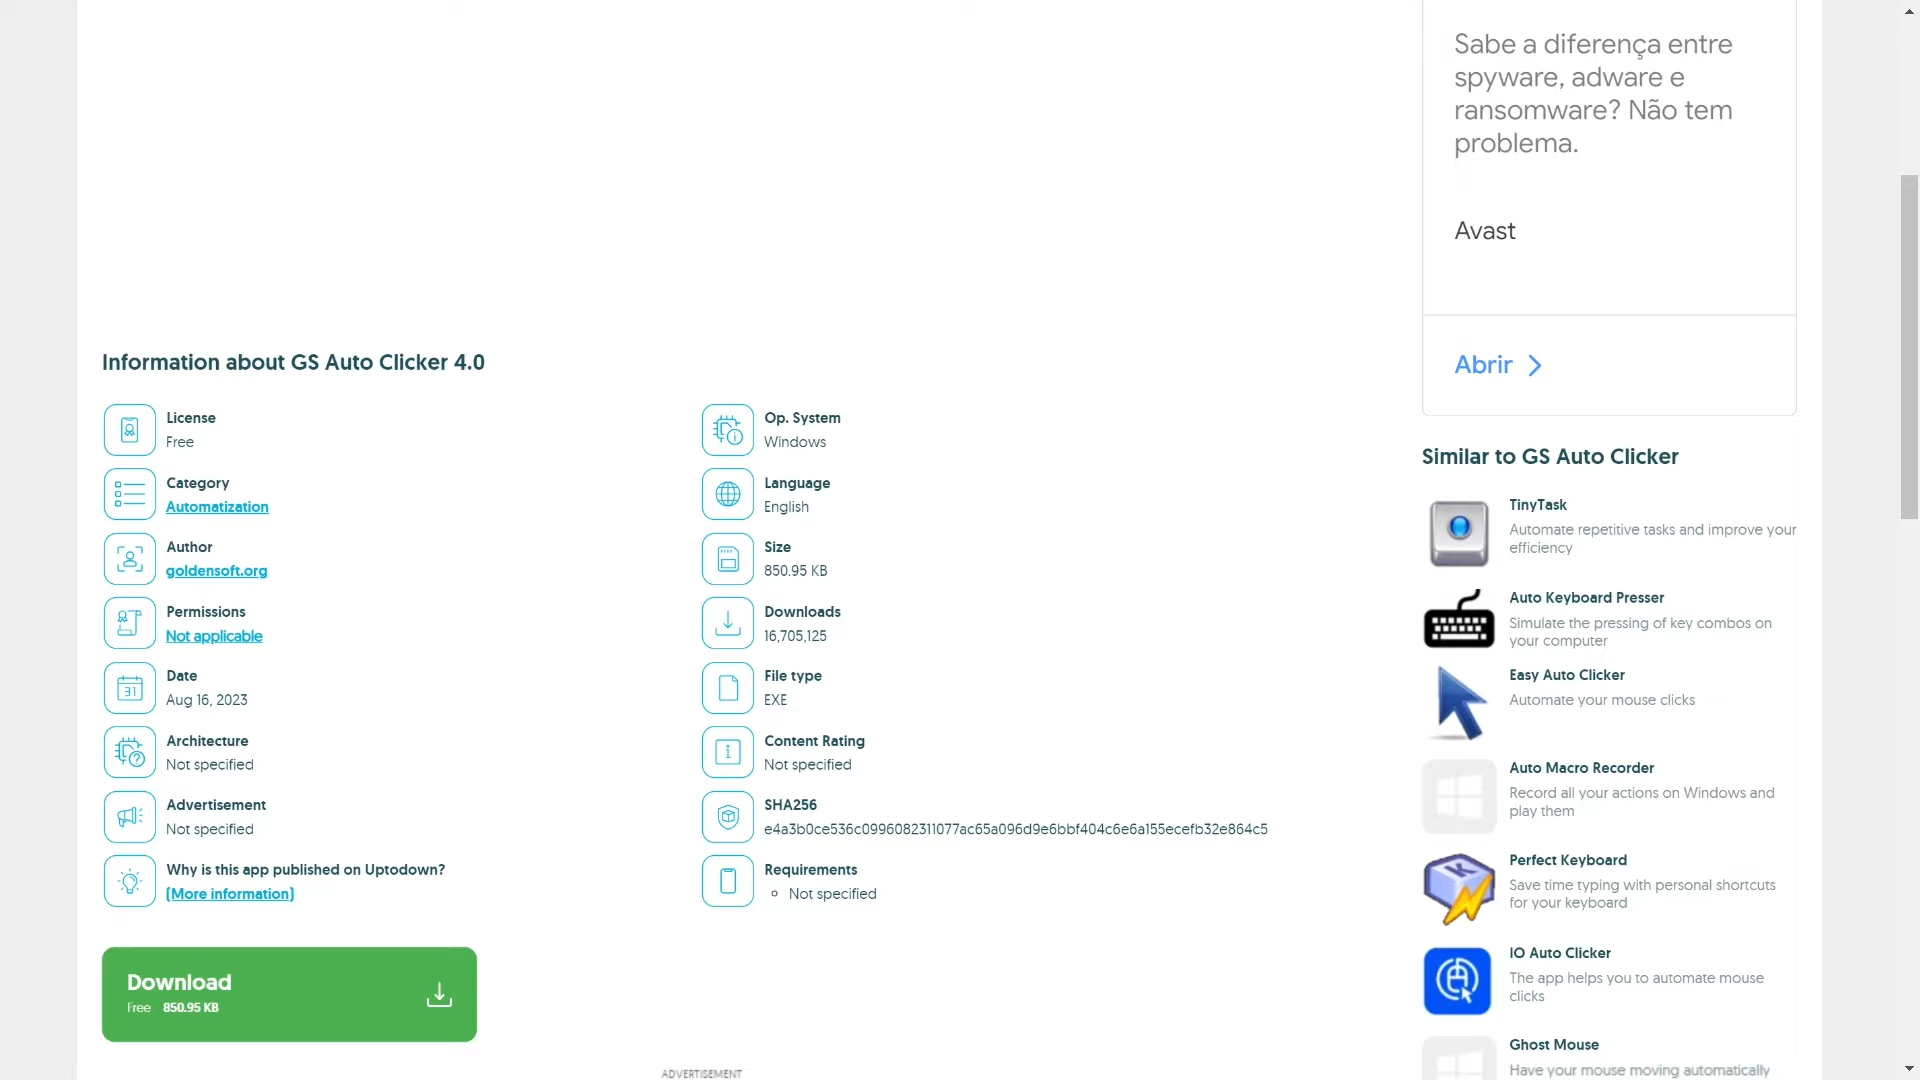 Sabe a diferença entre
spyware, adware e
ransomware? Não tem
problema.
Avast
Abrir
Information about GS Auto Clicker 4.0
License
Free
Op. System
Windows
Category
Automatization
Language
English
Author
goldensoft.org
Size
850.95 KB
Permissions
Not applicable
Downloads
16,705,125
Date
Aug 16, 2023
File type
EXE
Architecture
Not specified
Content Rating
Not specified
Advertisement
Not specified
SHA256
e4a3b0ce536c0996082311077ac65a096d9e6bbf404c6e6a155ecefb32e864c5
Why is this app published on Uptodown?
(More information)
Requirements
Not specified
Download
Free 850.95 KB
ADVERTISEMENT
Similar to GS Auto Clicker
TinyTask
Automate repetitive tasks and improve your
efficiency
Auto Keyboard Presser
Simulate the pressing of key combos on
your computer
Easy Auto Clicker
Automate your mouse clicks
Auto Macro Recorder
Record all your actions on Windows and
play them
Perfect Keyboard
Save time typing with personal shortcuts
for your keyboard
IO Auto Clicker
The app helps you to automate mouse
clicks
Ghost Mouse
Have your mouse moving automatically